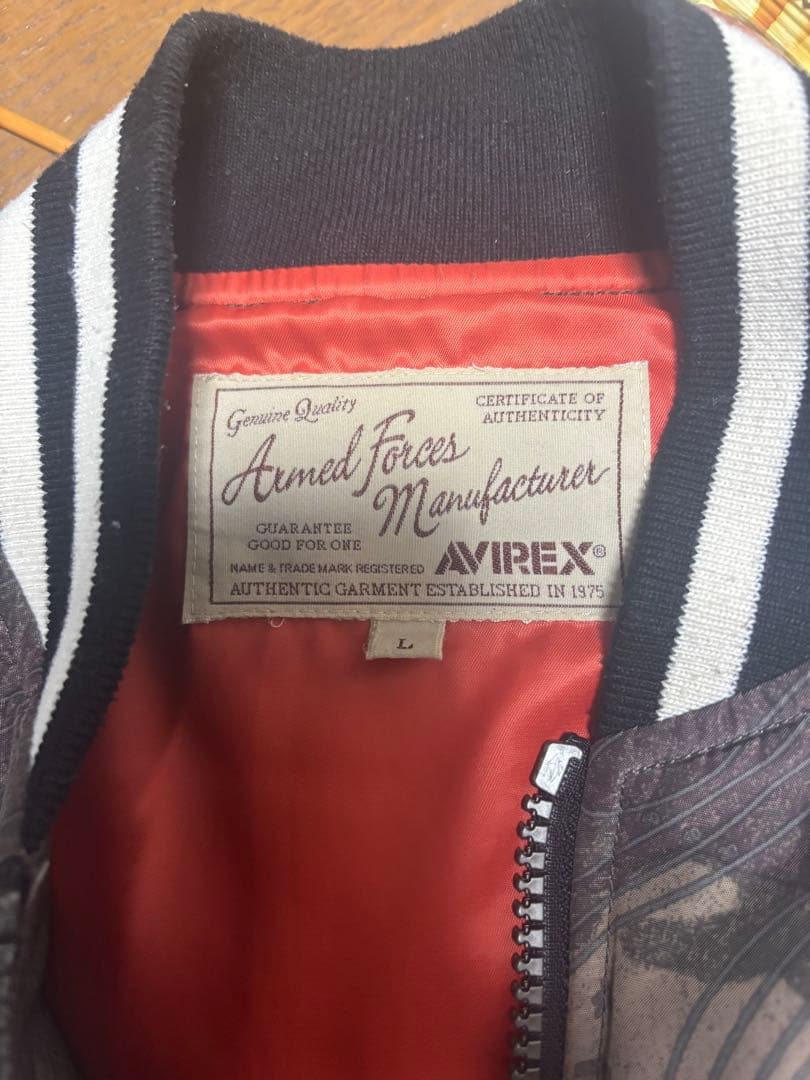 Genuine Quality
CERTIFICATE OF
AUTHENTICITY
Armed Forces
Manufacturer
GUARANTEE
GOOD FOR ONE
NAME & TRADE MARK REGISTERED
AVIREX®
AUTHENTIC GARMENT ESTABLISHED IN 1975
L